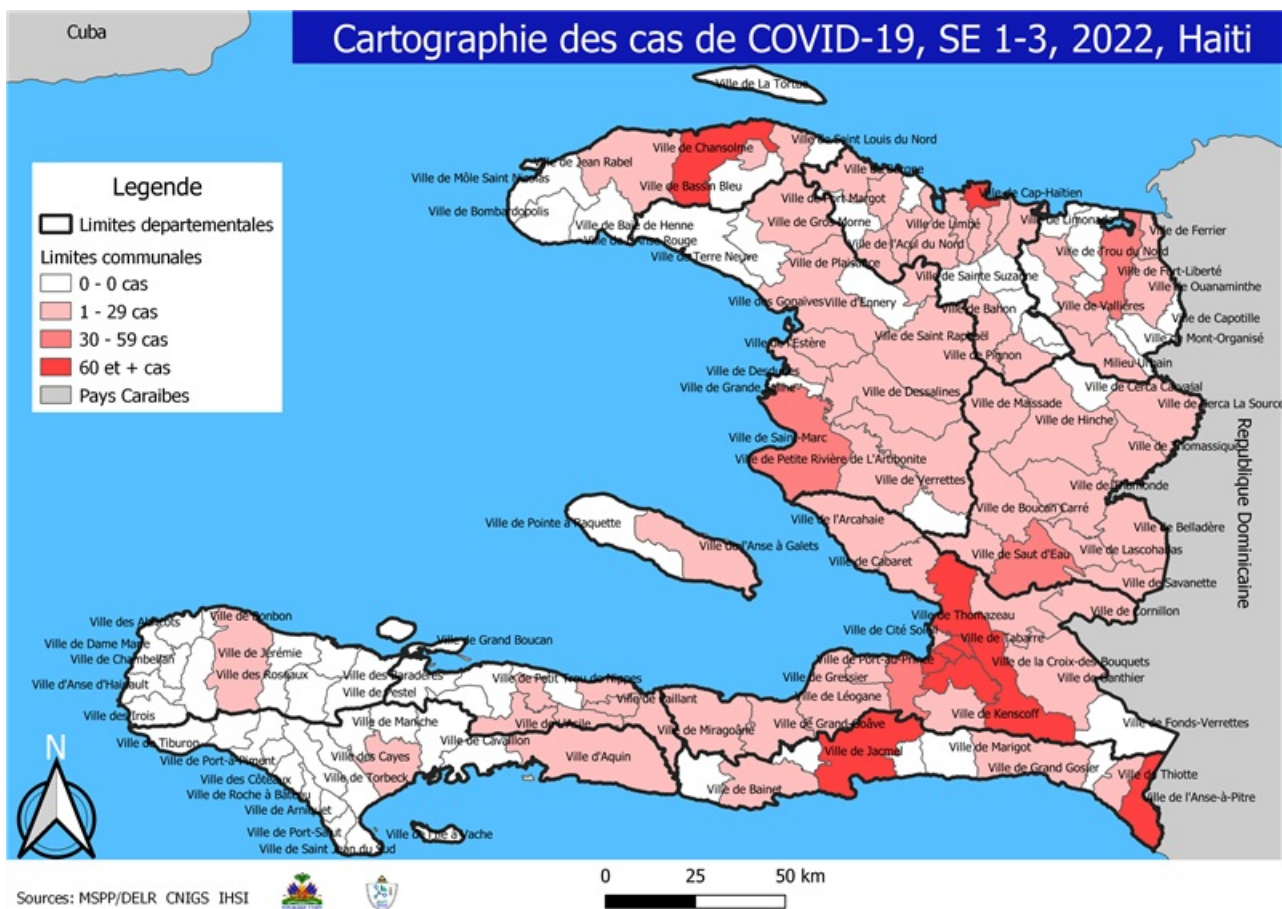 Cuba
Cartographie des cas de COVID-19, SE 1-3, 2022, Haiti
Legende
Limites departementales
Limites communales
0 - 0 cas
1 - 29 cas
30 - 59 cas
60 et + cas
Pays Caraibes
Ville de La Tortue
Ville de Saint Louis du Nord
Ville de Chansolme
Ville de Jean Rabel
Ville de Môle Saint Nicolas
Ville de Bassin Bleu
Ville de Bombardopolis
Ville de Baie de Henne
Ville de Terre Neuve
Ville de Port Margot
Ville de Cap-Haïtien
Ville de Gros Morne
Ville de Limbé
Ville de l'Acul du Nord
Ville de Plaisance
Ville de Sainte Suzanne
Ville de Trou du Nord
Ville de Ferrier
Ville de Fort-Liberté
Ville de Ouanaminthe
Ville de Vallières
Ville de Capotille
Ville de Mont-Organisé
Milieu Urbain
Ville des Gonaïves
Ville d'Ennery
Ville de Bahon
Ville de Saint Raphaël
Ville de l'Estère
Ville de Pignon
Ville de Desdunes
Ville de Grande Saline
Ville de Dessalines
Ville de Cerca Carvajal
Ville de Maissade
Ville de Cerca La Source
Ville de Hinche
Ville de Saint-Marc
Ville de Thomassique
Ville de Petite Rivière de L'Artibonite
Ville de Verrettes
Ville de Boucan Carré
Ville de l'Arcahaie
Ville de Belladère
Ville de Saut d'Eau
Ville de Lascohabas
Ville de Cabaret
Ville de Savanette
Ville de Cornillon
Republique Dominicaine
Ville de Pointe à Raquette
Ville de l'Anse à Galets
Ville de Thomazeau
Ville de Cité Soleil
Ville de Tabarre
Ville de Port-au-Prince
Ville de la Croix-des-Bouquets
Ville de Gressier
Ville de Ganthier
Ville de Léogane
Ville de Kenscoff
Ville de Fonds-Verrettes
Ville de Bonbon
Ville des Abricots
Ville de Dame Marie
Ville de Chambellan
Ville de Jérémie
Ville de Grand Boucan
Ville d'Anse d'Hainault
Ville des Roseaux
Ville des Baradères
Ville de Pestel
Ville de Petit Trou de Nippes
Ville de Paillant
Ville des Irois
Ville de L'Asile
Ville de Miragoâne
Ville de Grand-Goâve
Ville de Tiburon
Ville de Maniche
Ville de Cavaillon
Ville d'Aquin
Ville de Jacmel
Ville de Marigot
Ville de Grand Gosier
Ville de Thiotte
Ville de l'Anse-à-Pitre
Ville de Port-à-Piment
Ville des Cayes
Ville de Torbeck
Ville des Côteaux
Ville de Roche à Bateau
Ville de Arniquet
Ville de Bainet
Ville de Port-Salut
Ville de l'Ile à Vache
Ville de Saint Jean du Sud
N
0 25 50 km
Sources: MSPP/DELR CNIGS IHSI